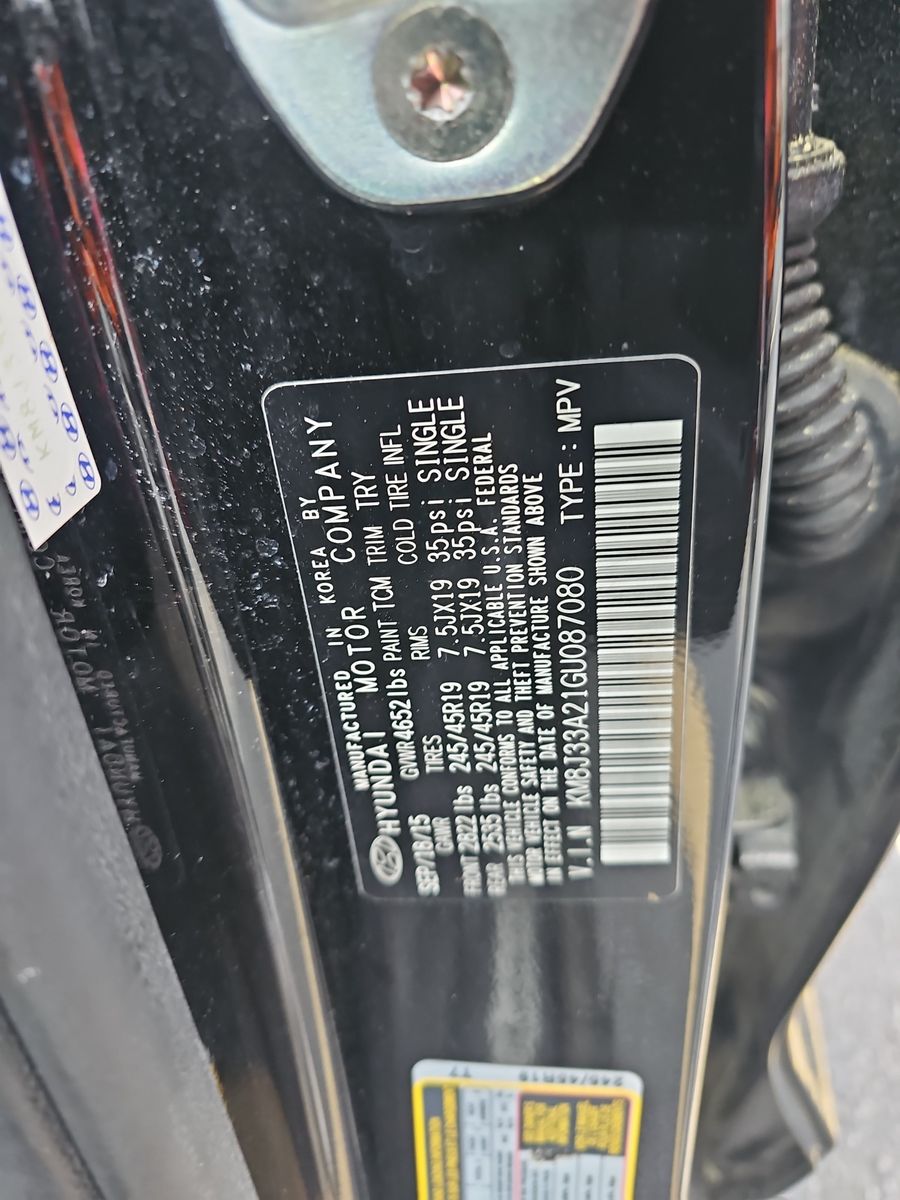 MANUFACTURED IN KOREA BY
HYUNDAI MOTOR COMPANY
SEP/18/15 GVWR 4652 lbs PAINT TCM TRIM TRY
GAWR TIRES RIMS COLD TIRE INFL
FRONT 2822 lbs 245/45R19 7.5JX19 35psi SINGLE
REAR 2535 lbs 245/45R19 7.5JX19 35psi SINGLE
THIS VEHICLE CONFORMS TO ALL APPLICABLE U.S.A. FEDERAL
MOTOR VEHICLE SAFETY AND THEFT PREVENTION STANDARDS
IN EFFECT ON THE DATE OF MANUFACTURE SHOWN ABOVE
V.I.N KM8J33A21GU087080 TYPE : MPV
245/45R19
T7